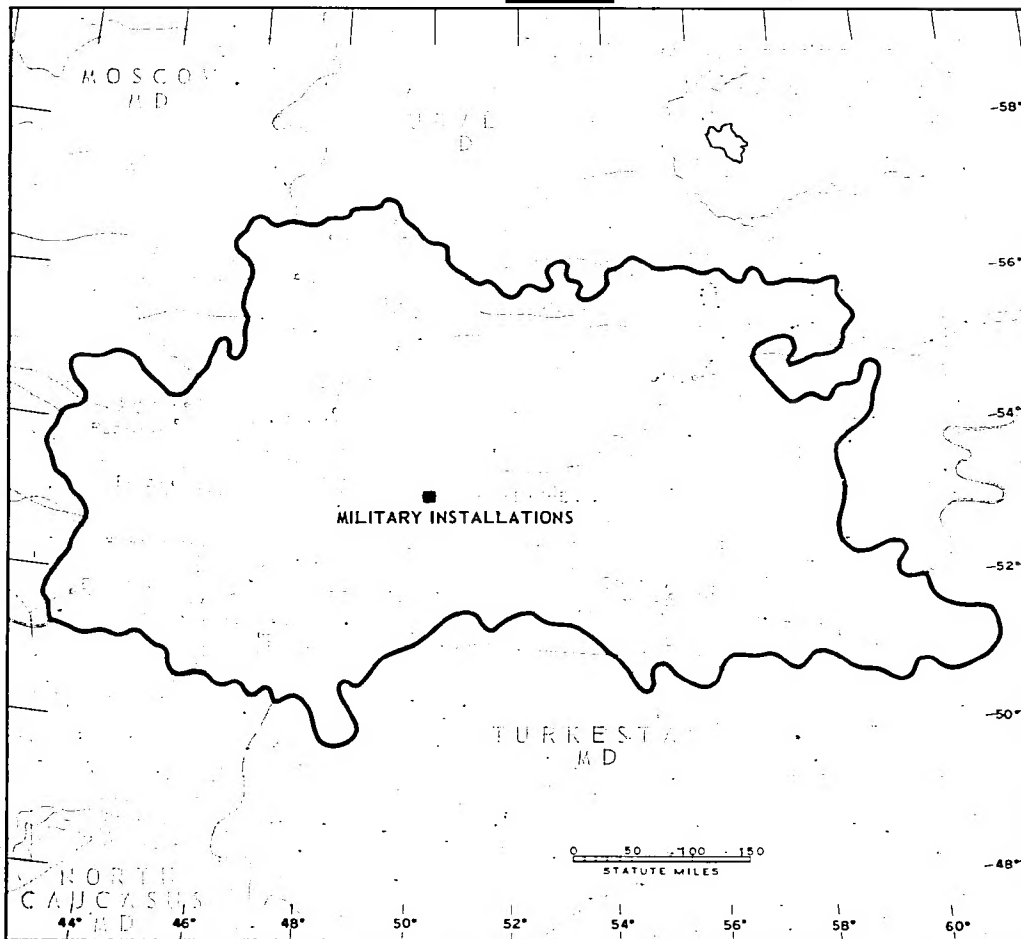 MOSCOW
MD
-58°
D
-56°
-54°
MILITARY INSTALLATIONS
-52°
-50°
TURKESTA
MD
0 50 100 150
STATUTE MILES
-48°
NORTH
CAUCASUS
MD
44° 46° 48° 50° 52° 54° 56° 58° 60°